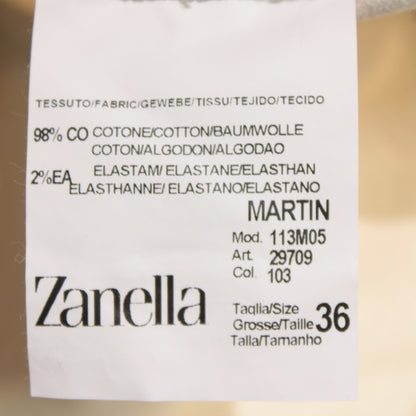 TESSUTO/FABRIC/GEWEBE/TISSU/TEJIDO/TECIDO
98% CO COTONE/COTTON/BAUMWOLLE
COTON/ALGODON/ALGODAO
2%EA ELASTAM/ ELASTANE/ELASTHAN
ELASTHANNE/ ELASTANO/ELASTANO
MARTIN
Mod. 113M05
Art. 29709
Col. 103
Zanella
Taglia/Size
Grosse/Taille 36
Talla/Tamanho